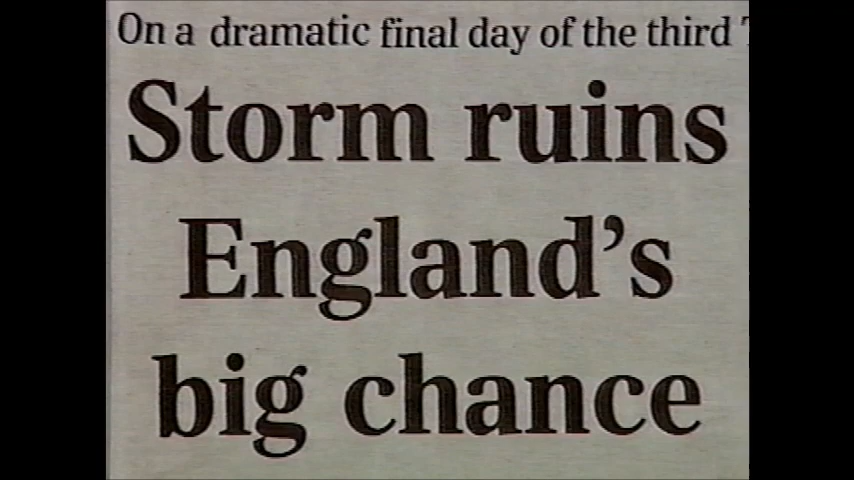 On a dramatic final day of the third
Storm ruins
England’s
big chance